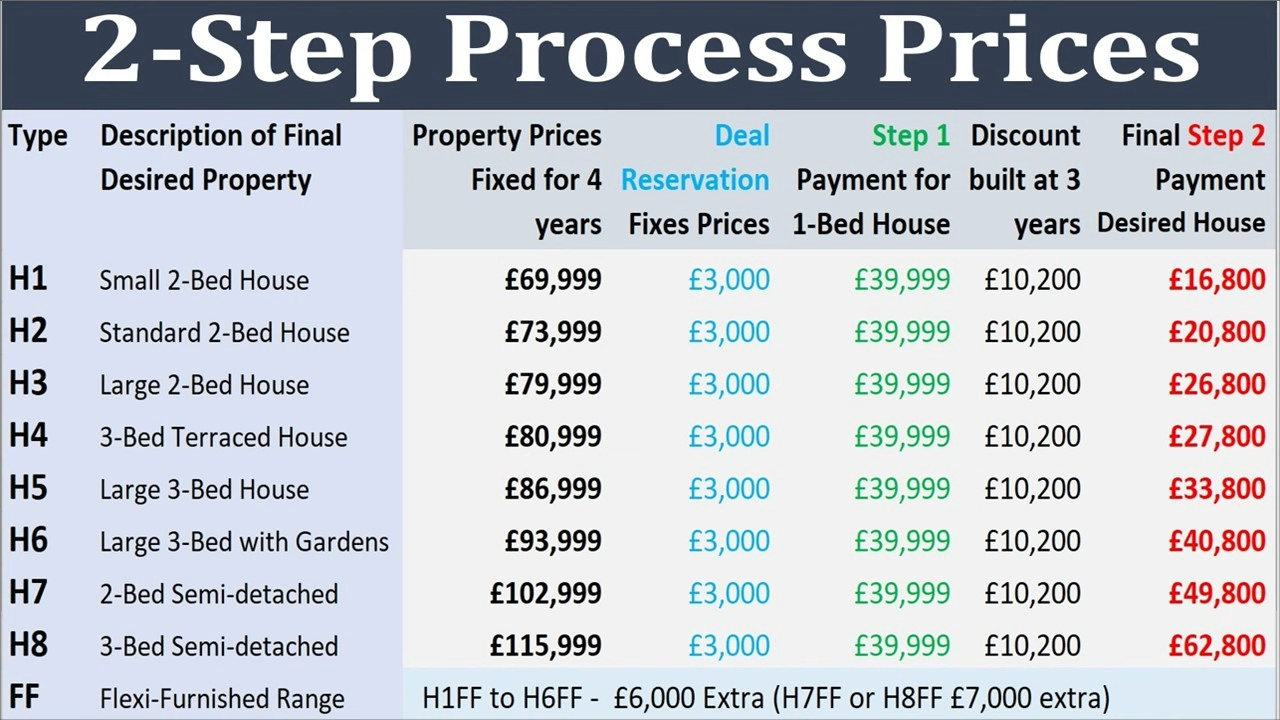 2-Step Process Prices
Type Description of Final Property Prices Deal Step 1 Discount Final Step 2
Desired Property Fixed for 4 Reservation Payment for built at 3 Payment
years Fixes Prices 1-Bed House years Desired House
H1 Small 2-Bed House £69,999 £3,000 £39,999 £10,200 £16,800
H2 Standard 2-Bed House £73,999 £3,000 £39,999 £10,200 £20,800
H3 Large 2-Bed House £79,999 £3,000 £39,999 £10,200 £26,800
H4 3-Bed Terraced House £80,999 £3,000 £39,999 £10,200 £27,800
H5 Large 3-Bed House £86,999 £3,000 £39,999 £10,200 £33,800
H6 Large 3-Bed with Gardens £93,999 £3,000 £39,999 £10,200 £40,800
H7 2-Bed Semi-detached £102,999 £3,000 £39,999 £10,200 £49,800
H8 3-Bed Semi-detached £115,999 £3,000 £39,999 £10,200 £62,800
FF Flexi-Furnished Range H1FF to H6FF - £6,000 Extra (H7FF or H8FF £7,000 extra)